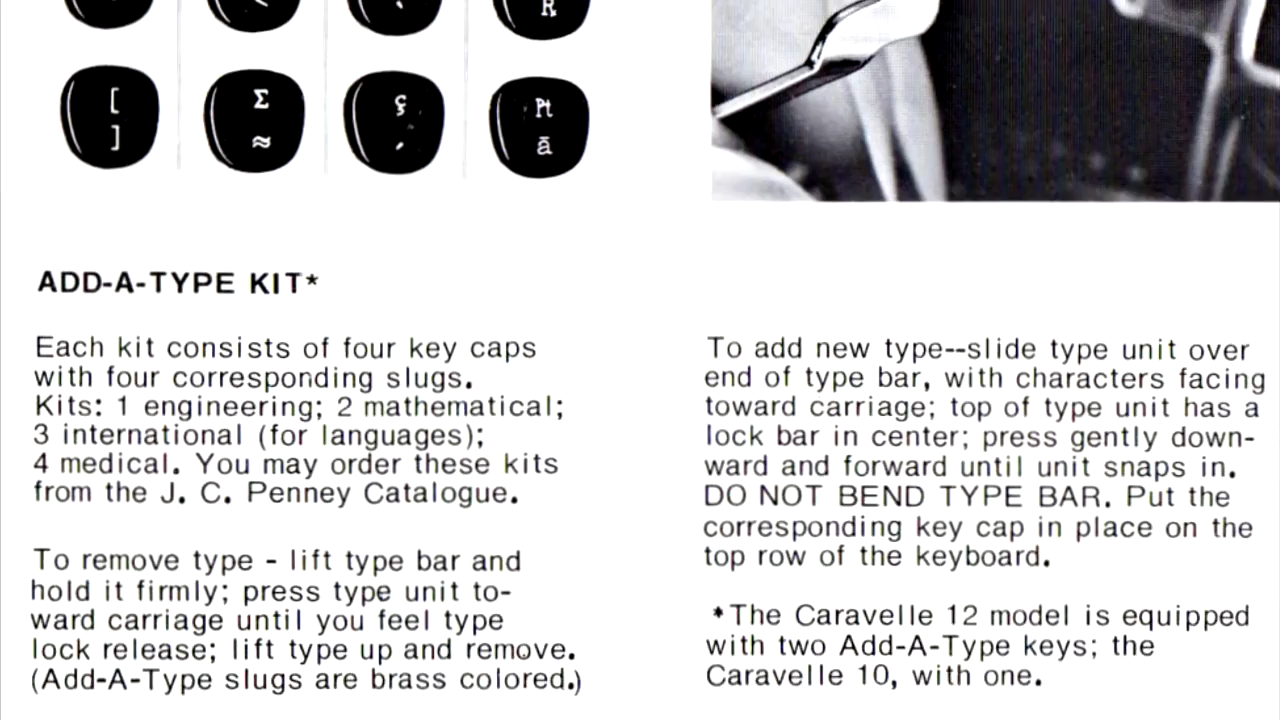 R
[ Σ ç Pt
] ≈ ā
ADD-A-TYPE KIT*
Each kit consists of four key caps
with four corresponding slugs.
Kits: 1 engineering; 2 mathematical;
3 international (for languages);
4 medical. You may order these kits
from the J. C. Penney Catalogue.
To remove type - lift type bar and
hold it firmly; press type unit to-
ward carriage until you feel type
lock release; lift type up and remove.
(Add-A-Type slugs are brass colored.)
To add new type--slide type unit over
end of type bar, with characters facing
toward carriage; top of type unit has a
lock bar in center; press gently down-
ward and forward until unit snaps in.
DO NOT BEND TYPE BAR. Put the
corresponding key cap in place on the
top row of the keyboard.
*The Caravelle 12 model is equipped
with two Add-A-Type keys; the
Caravelle 10, with one.